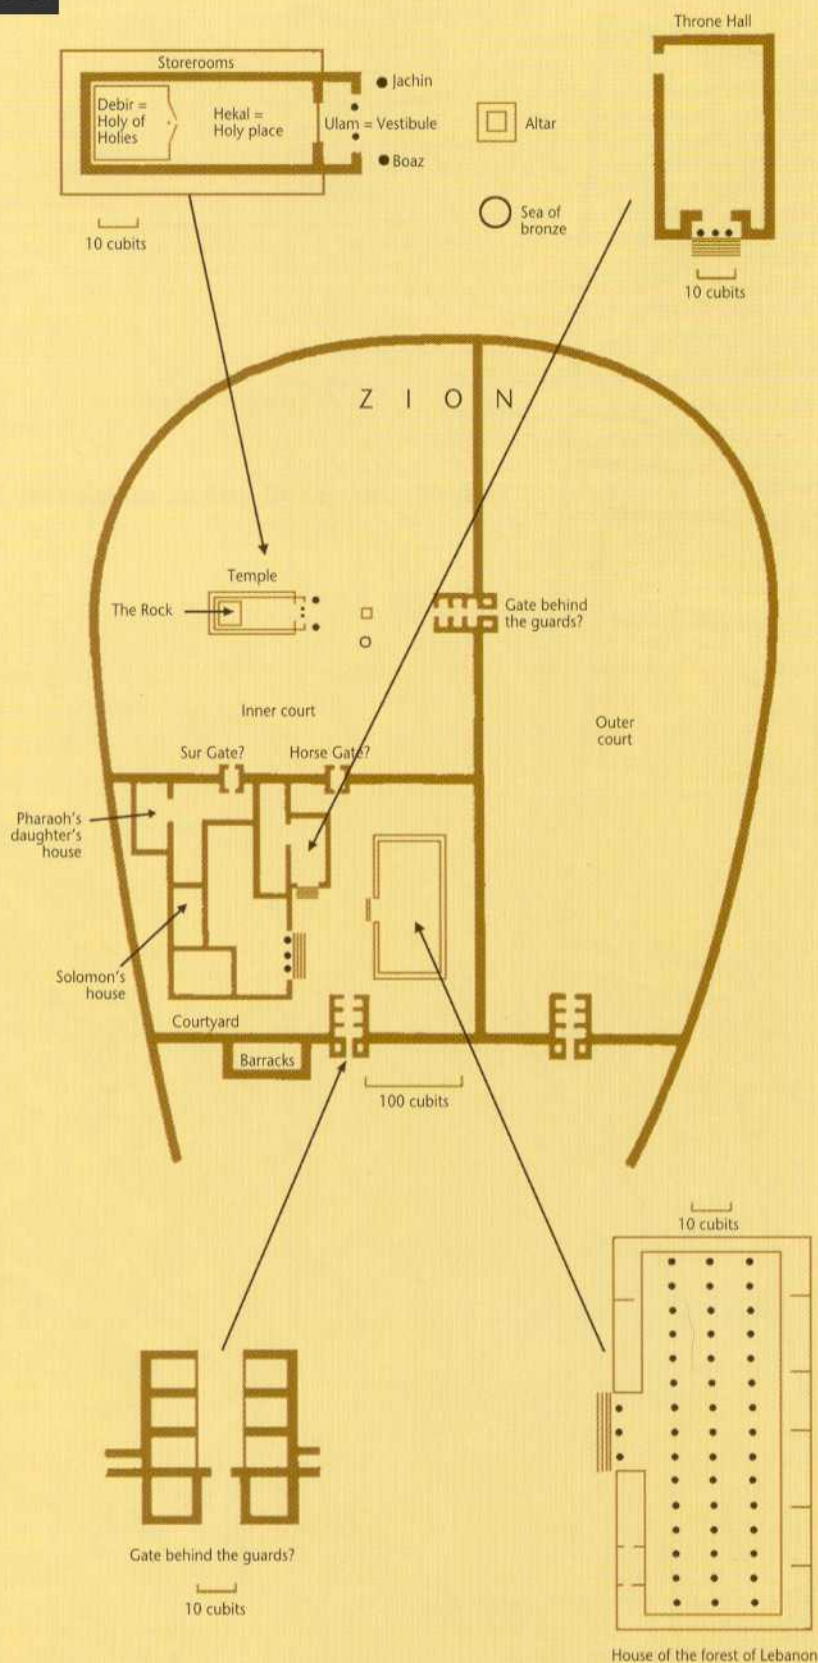 Throne Hall
Storerooms
Jachin
Debir =
Holy of
Holies
Hekal =
Holy place
Ulam = Vestibule
Altar
Boaz
Sea of
bronze
10 cubits
10 cubits
ZION
Temple
The Rock
Gate behind
the guards?
Inner court
Outer
court
Sur Gate?
Horse Gate?
Pharaoh's
daughter's
house
Solomon's
house
Courtyard
Barracks
100 cubits
10 cubits
Gate behind the guards?
10 cubits
House of the forest of Lebanon